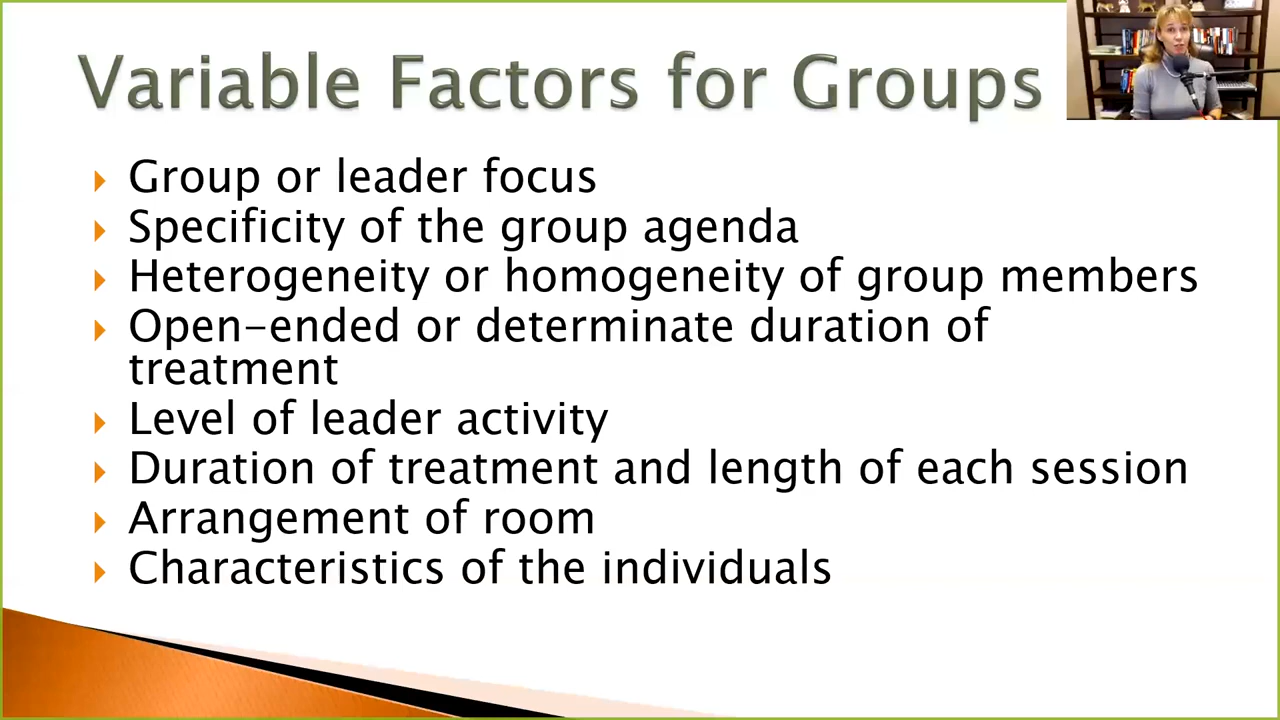 Variable Factors for Groups
Group or leader focus
Specificity of the group agenda
Heterogeneity or homogeneity of group members
Open-ended or determinate duration of
treatment
Level of leader activity
Duration of treatment and length of each session
Arrangement of room
Characteristics of the individuals